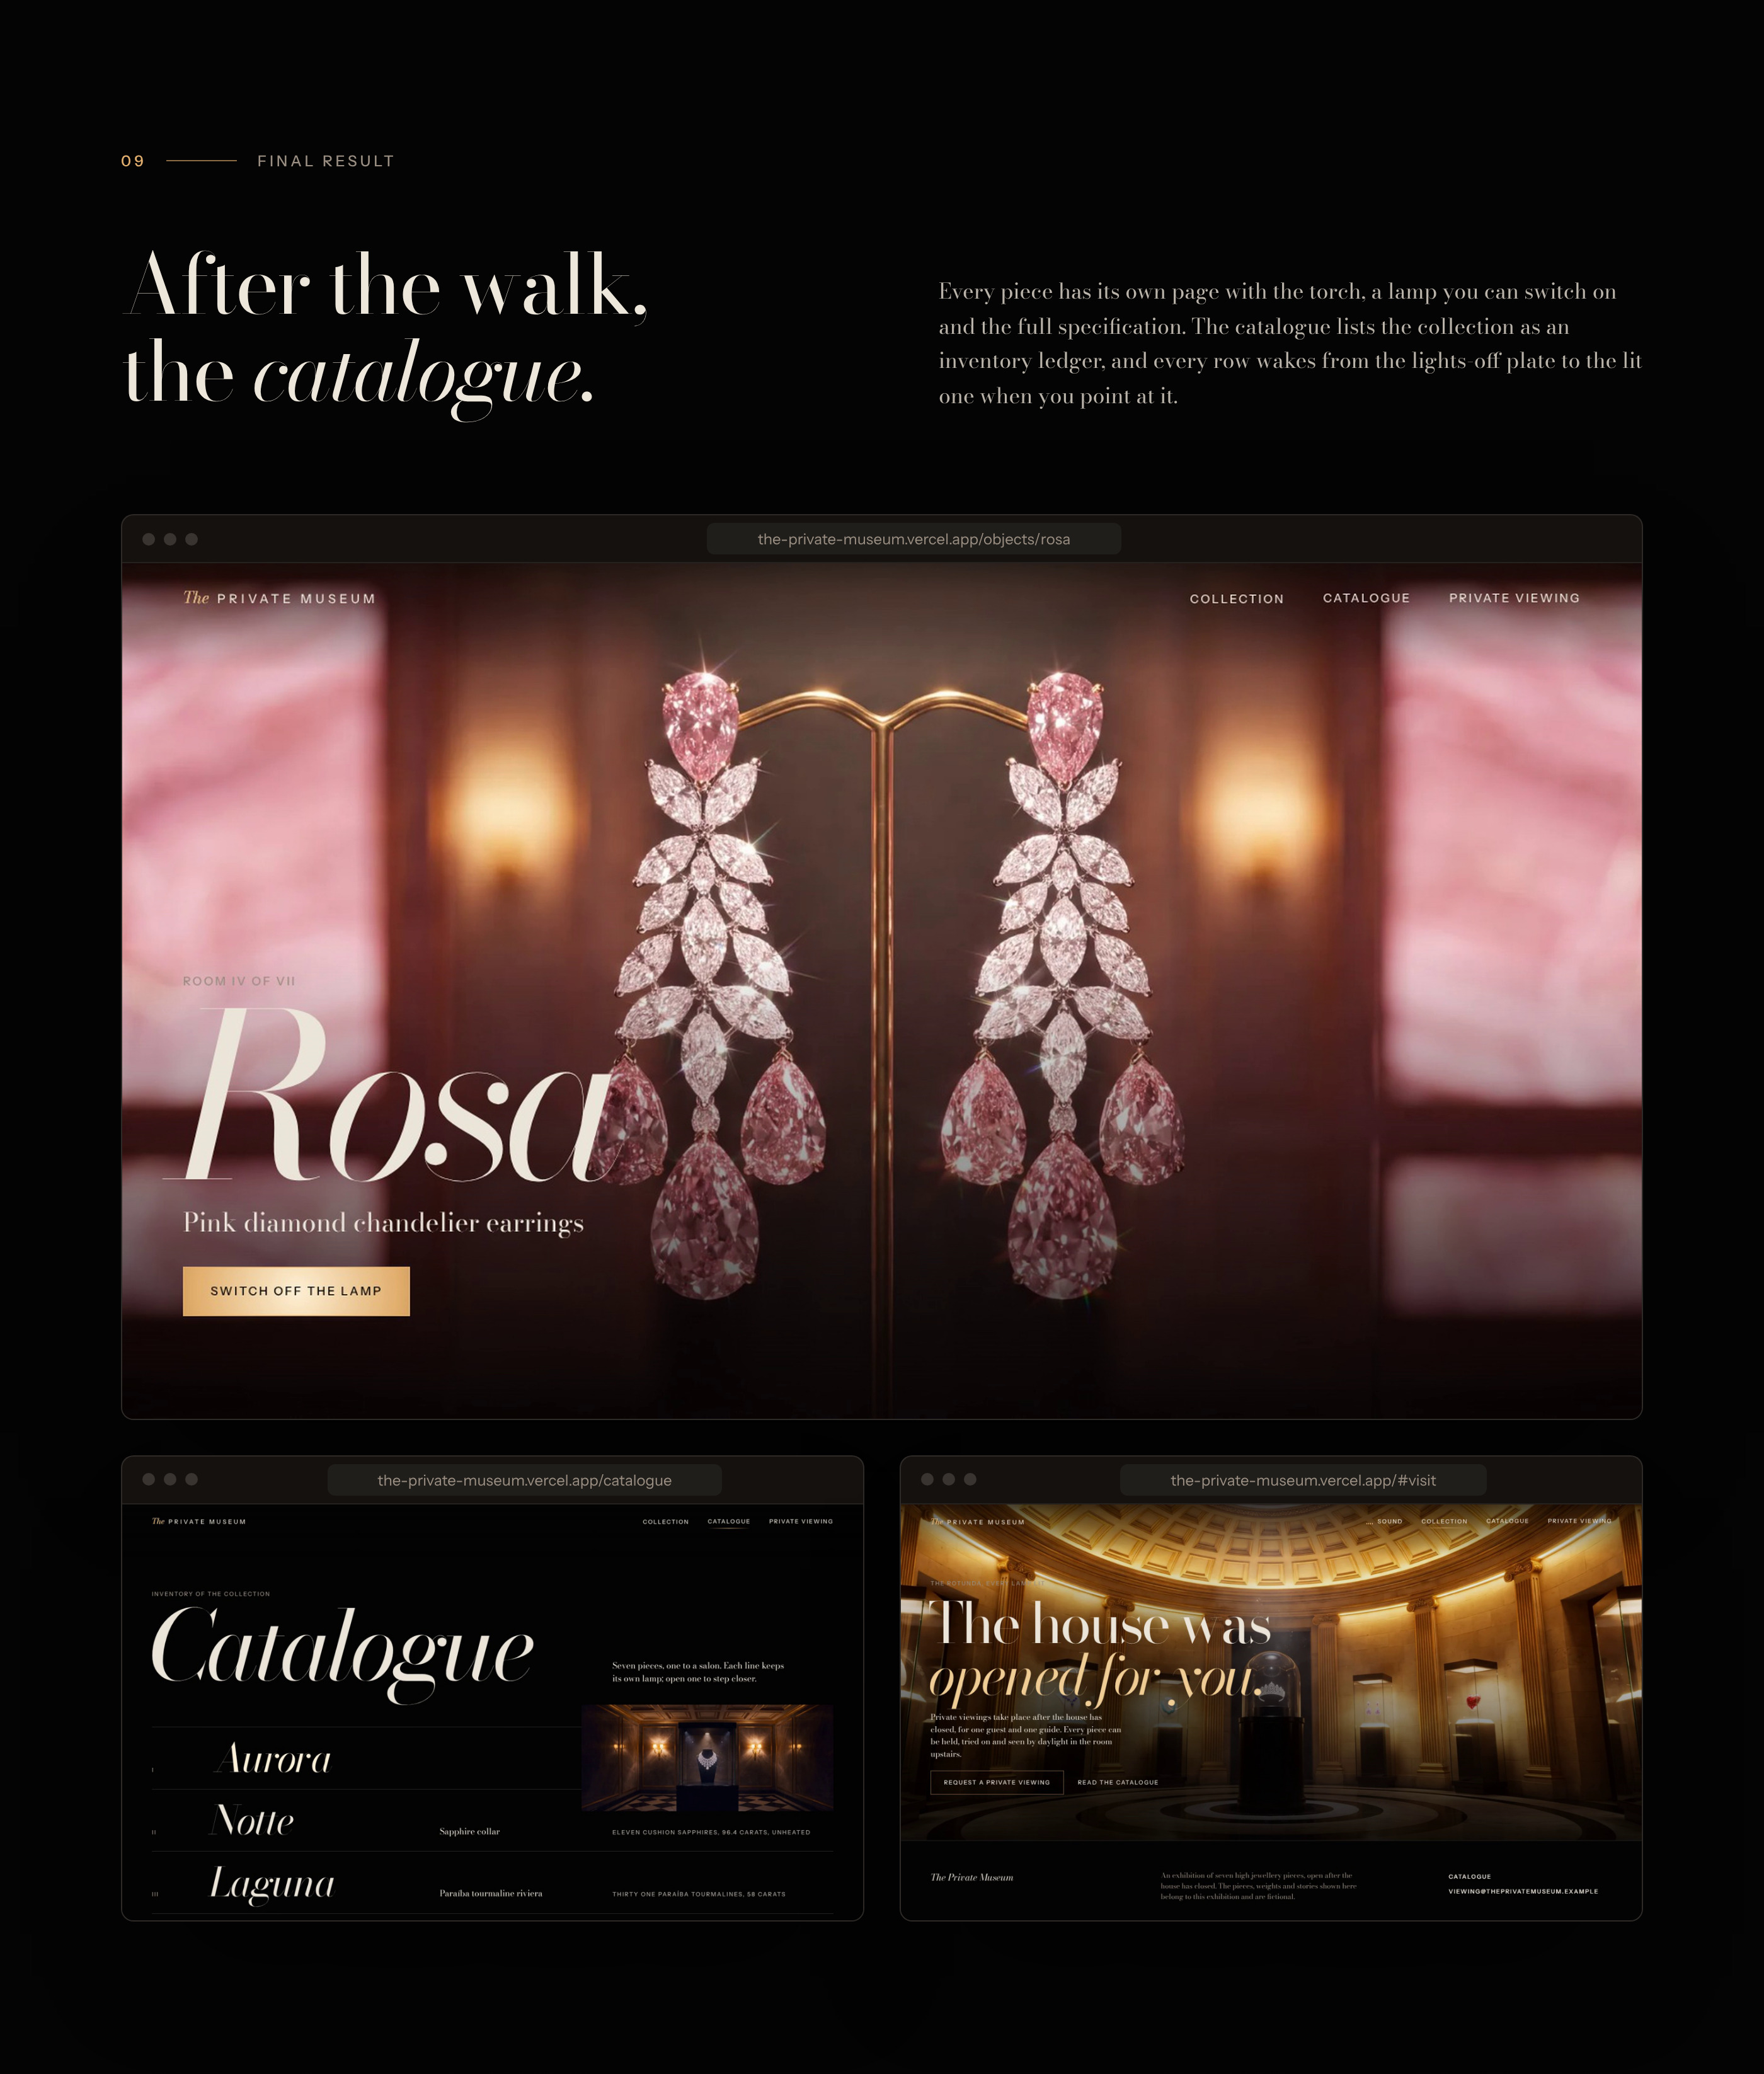 09 FINAL RESULT
After the walk,
the catalogue.
Every piece has its own page with the torch, a lamp you can switch on
and the full specification. The catalogue lists the collection as an
inventory ledger, and every row wakes from the lights-off plate to the lit
one when you point at it.
the-private-museum.vercel.app/objects/rosa
The PRIVATE MUSEUM
COLLECTION CATALOGUE PRIVATE VIEWING
ROOM IV OF VII
Rosa
Pink diamond chandelier earrings
SWITCH OFF THE LAMP
the-private-museum.vercel.app/catalogue
The PRIVATE MUSEUM
COLLECTION CATALOGUE PRIVATE VIEWING
INVENTORY OF THE COLLECTION
Catalogue
Seven pieces, one to a salon. Each line keeps
its own lamp; open one to step closer.
I Aurora
II Notte Sapphire collar ELEVEN CUSHION SAPPHIRES, 96.4 CARATS, UNHEATED
III Laguna Paraíba tourmaline riviera THIRTY ONE PARAÍBA TOURMALINES, 58 CARATS
the-private-museum.vercel.app/#visit
The PRIVATE MUSEUM
... SOUND COLLECTION CATALOGUE PRIVATE VIEWING
THE ROTUNDA, EVERY
The house was
opened for you.
Private viewings take place after the house has
closed, for one guest and one guide. Every piece can
be held, tried on and seen by daylight in the room
upstairs.
REQUEST A PRIVATE VIEWING READ THE CATALOGUE
The Private Museum
An exhibition of seven high jewellery pieces, open after the
house has closed. The pieces, weights and stories shown here
belong to this exhibition and are fictional.
CATALOGUE
VIEWING@THEPRIVATEMUSEUM.EXAMPLE